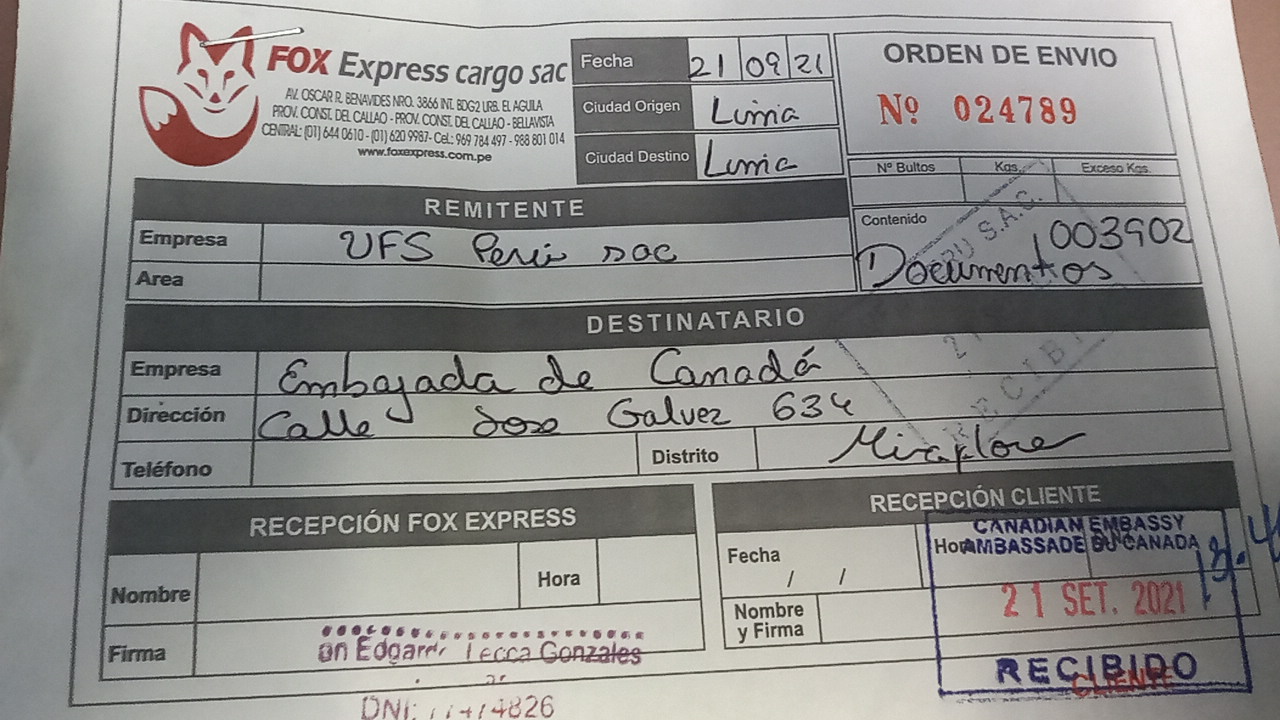 FOX Express cargo sac
AV. OSCAR R. BENAVIDES NRO. 3866 INT. BDG2 URB. EL AGUILA
PROV. CONST. DEL CALLAO - PROV. CONST. DEL CALLAO - BELLAVISTA
CENTRAL: (01) 644 0610 - (01) 620 9987- Cel.: 969 784 497 - 988 801 014
www.foxexpress.com.pe
Fecha 21 09 21
Ciudad Origen Lima
Ciudad Destino Lima
ORDEN DE ENVIO
Nº 024789
Nº Bultos Kgs. Exceso Kgs.
Contenido 003902
Documentos
S.A.C.
REMITENTE
Empresa VFS Perú sac
Area
DESTINATARIO
Empresa Embajada de Canadá
Dirección Calle Jose Galvez 634
Teléfono Distrito Miraflores
RECEPCIÓN FOX EXPRESS
Nombre Hora
Firma
Lecca Gonzales
DNI:
RECEPCIÓN CLIENTE
Fecha / / Hora
Nombre
y Firma
CANADIAN EMBASSY
AMBASSADE DU CANADA
21 SET. 2021
RECIBIDO
CLIENTE